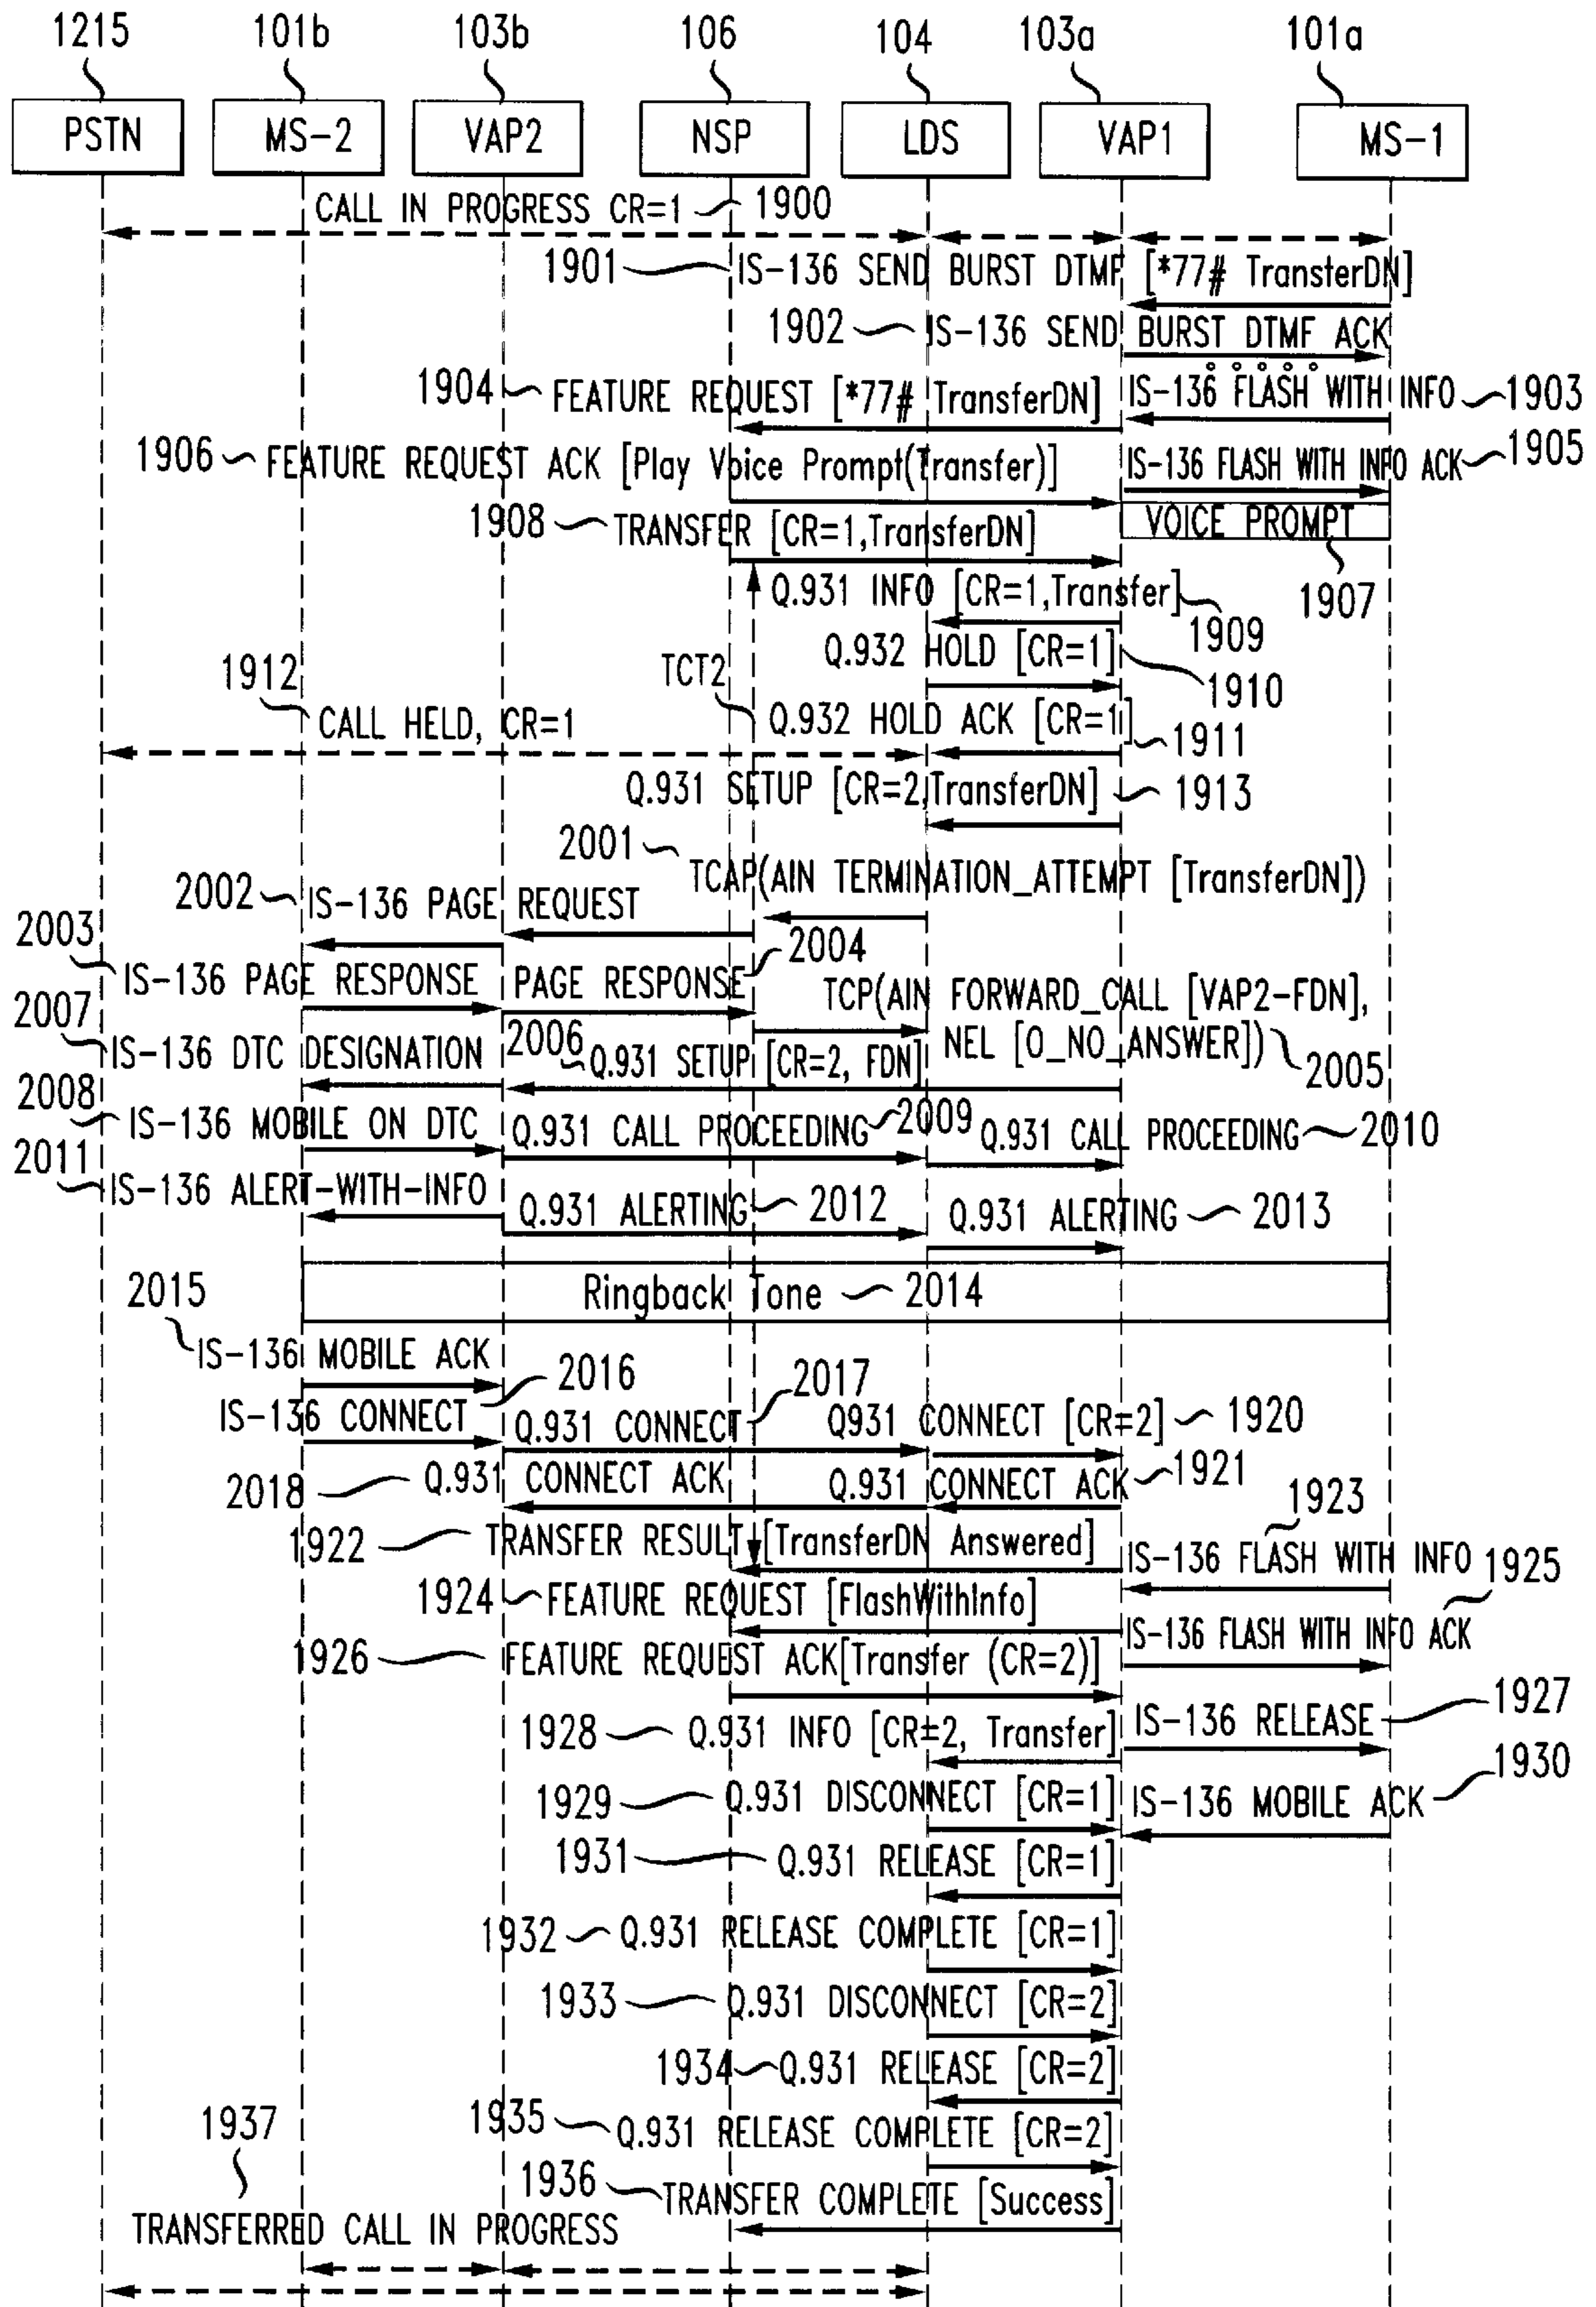 1215 101b 103b 106 104 103a 101a
PSTN MS-2 VAP2 NSP LDS VAP1 MS-1
CALL IN PROGRESS CR=1 1900
1901 IS-136 SEND BURST DTMF [*77# TransterDN]
1902 IS-136 SEND BURST DTMF ACK
1904 FEATURE REQUEST [*77# TransferDN] IS-136 FLASH WITH INFO 1903
1906 FEATURE REQUEST ACK [Play Voice Prompt(Transfer)] IS-136 FLASH WITH INFO ACK 1905
1908 TRANSFER [CR=1,TransferDN] VOICE PROMPT
Q.931 INFO [CR=1,Transfer] 1907
1909
TCT2 Q.932 HOLD [CR=1]
1910
1912 CALL HELD, CR=1 Q.932 HOLD ACK [CR=1]
1911
Q.931 SETUP [CR=2,TransferDN] 1913
2001 TCAP(AIN TERMINATION_ATTEMPT [TransferDN])
2002 IS-136 PAGE REQUEST
2003 2004
IS-136 PAGE RESPONSE PAGE RESPONSE TCP(AIN FORWARD_CALL [VAP2-FDN],
NEL [O_NO_ANSWER]) 2005
2007 IS-136 DTC DESIGNATION 2006 Q.931 SETUP [CR=2, FDN]
2008 IS-136 MOBILE ON DTC Q.931 CALL PROCEEDING 2009 Q.931 CALL PROCEEDING 2010
2011 IS-136 ALERT-WITH-INFO Q.931 ALERTING 2012 Q.931 ALERTING 2013
Ringback Tone 2014
2015 IS-136 MOBILE ACK
IS-136 CONNECT 2016 Q.931 CONNECT 2017 Q931 CONNECT [CR=2] 1920
2018 Q.931 CONNECT ACK Q.931 CONNECT ACK 1921
1922 TRANSFER RESULT [TransferDN Answered] IS-136 FLASH WITH INFO 1923
1924 FEATURE REQUEST [FlashWithInfo] IS-136 FLASH WITH INFO ACK 1925
1926 FEATURE REQUEST ACK[Transfer (CR=2)]
1928 Q.931 INFO [CR=2, Transfer] IS-136 RELEASE 1927
1929 Q.931 DISCONNECT [CR=1] IS-136 MOBILE ACK 1930
1931 Q.931 RELEASE [CR=1]
1932 Q.931 RELEASE COMPLETE [CR=1]
1933 Q.931 DISCONNECT [CR=2]
1934 Q.931 RELEASE [CR=2]
1935 Q.931 RELEASE COMPLETE [CR=2]
1936 TRANSFER COMPLETE [Success]
1937 TRANSFERRED CALL IN PROGRESS